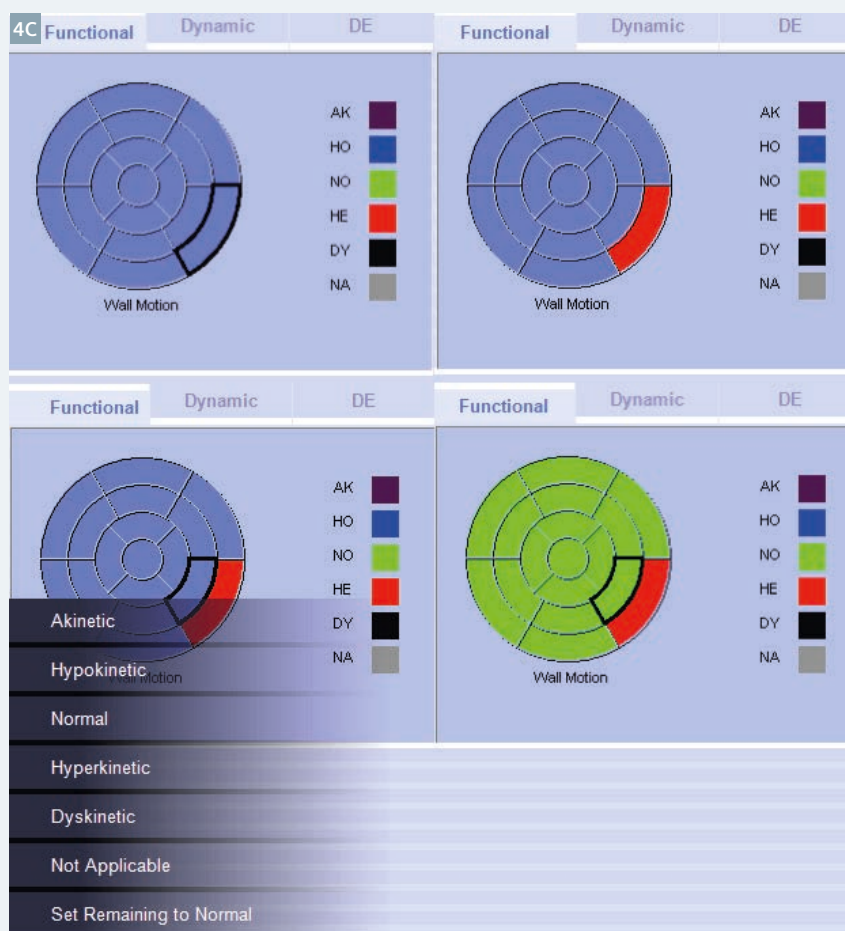 4C Functional Dynamic DE
AK
HO
NO
HE
DY
NA
Wall Motion
Functional Dynamic DE
AK
HO
NO
HE
DY
NA
Wall Motion
Functional Dynamic DE
AK
HO
NO
HE
DY
NA
Wall Motion
Akinetic
Hypokinetic
Normal
Hyperkinetic
Dyskinetic
Not Applicable
Set Remaining to Normal
Functional Dynamic DE
AK
HO
NO
HE
DY
NA
Wall Motion